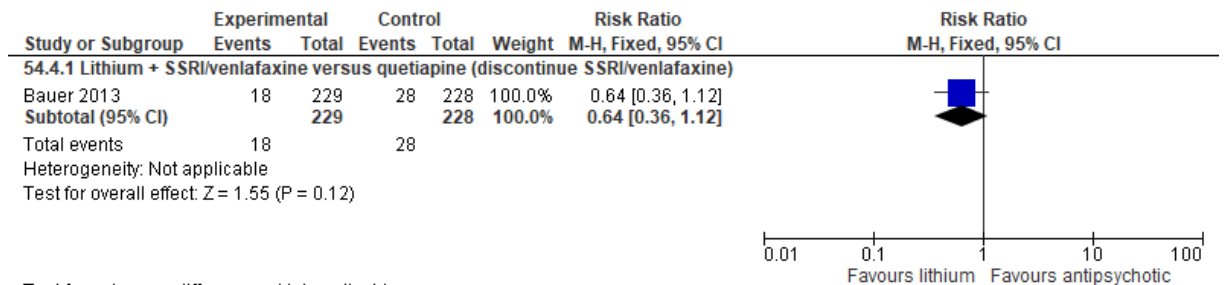 Experimental Control Risk Ratio Risk Ratio
Study or Subgroup Events Total Events Total Weight M-H, Fixed, 95% CI M-H, Fixed, 95% CI
54.4.1 Lithium + SSRI/venlafaxine versus quetiapine (discontinue SSRI/venlafaxine)
Bauer 2013 18 229 28 228 100.0% 0.64 [0.36, 1.12]
Subtotal (95% CI) 229 228 100.0% 0.64 [0.36, 1.12]
Total events 18 28
Heterogeneity: Not applicable
Test for overall effect: Z = 1.55 (P = 0.12)
0.01 0.1 1 10 100
Favours lithium Favours antipsychotic